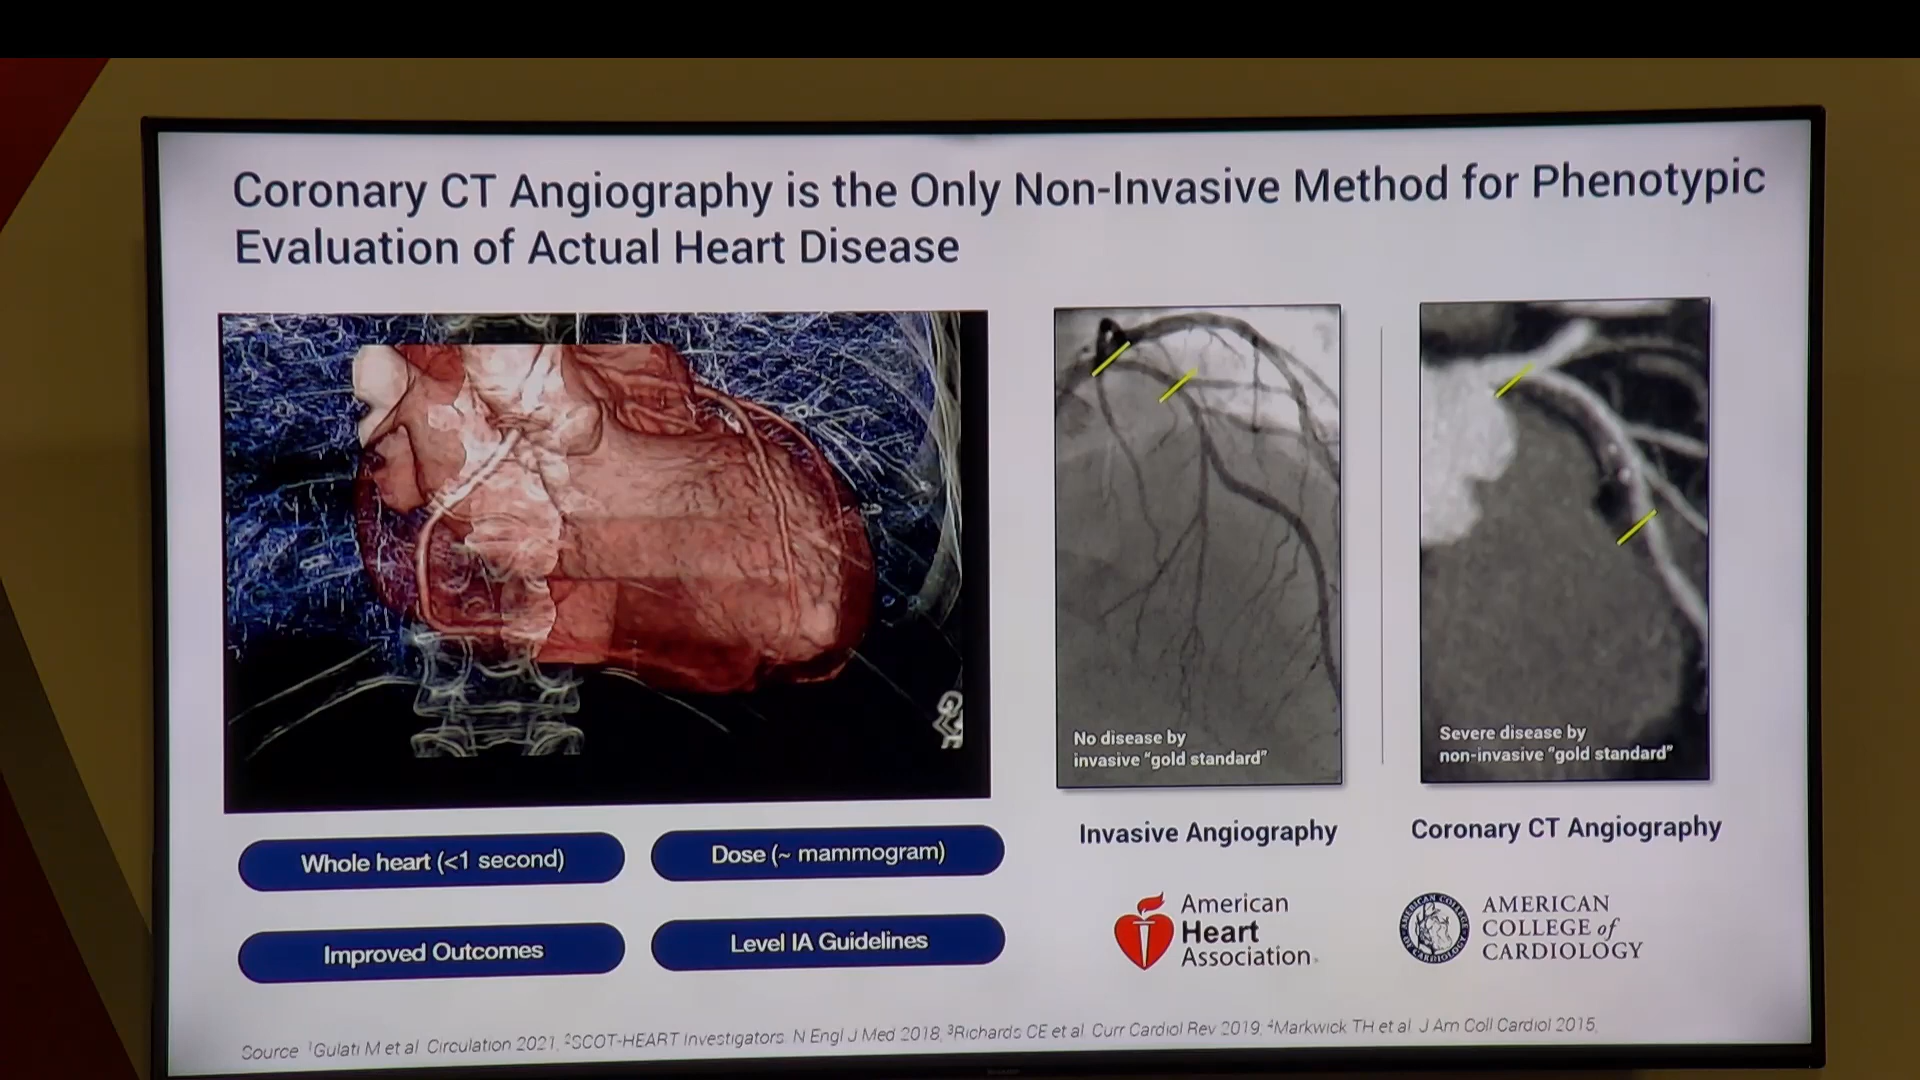 Coronary CT Angiography is the Only Non-Invasive Method for Phenotypic
Evaluation of Actual Heart Disease
No disease by
invasive "gold standard"
Severe disease by
non-invasive "gold standard"
Invasive Angiography
Coronary CT Angiography
Whole heart (<1 second)
Dose (~ mammogram)
Improved Outcomes
Level IA Guidelines
American
Heart
Association
AMERICAN
COLLEGE of
CARDIOLOGY
Source ¹Gulati M et al Circulation 2021, ²SCOT-HEART Investigators N Engl J Med 2018, ³Richards CE et al Curr Cardiol Rev 2019, ⁴Markwick TH et al J Am Coll Cardiol 2015,